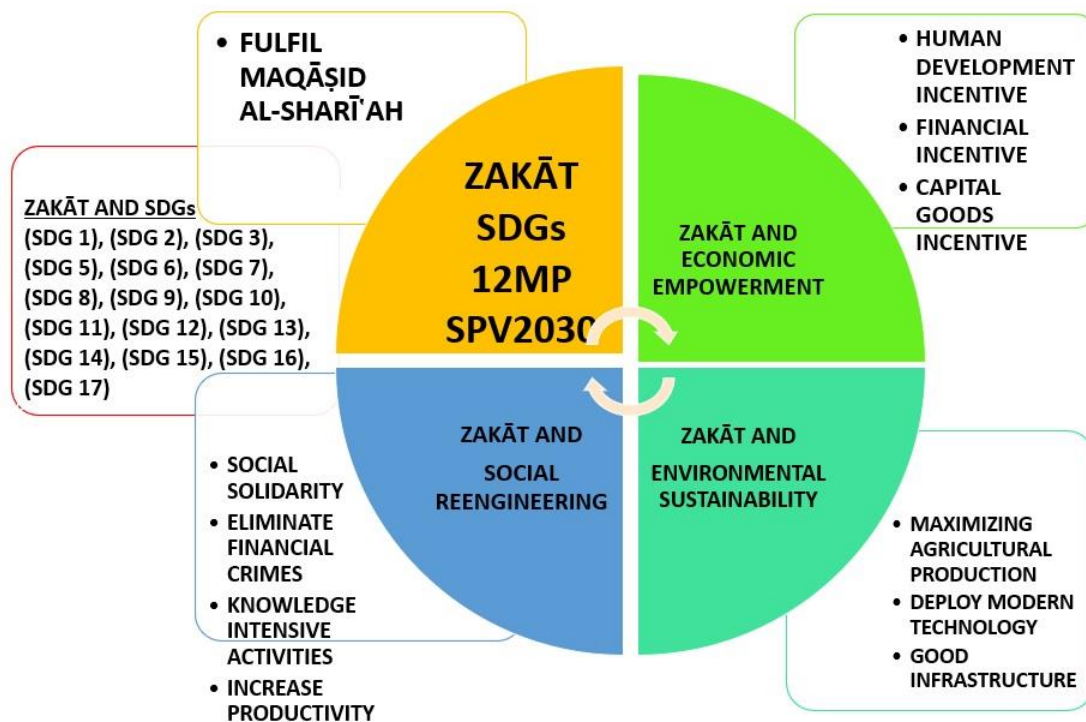 • FULFIL
MAQĀṢID
AL-SHARĪ‛AH
ZAKĀT AND SDGs
(SDG 1), (SDG 2), (SDG 3),
(SDG 5), (SDG 6), (SDG 7),
(SDG 8), (SDG 9), (SDG 10),
(SDG 11), (SDG 12), (SDG 13),
(SDG 14), (SDG 15), (SDG 16),
(SDG 17)
ZAKĀT
SDGs
12MP
SPV2030
• HUMAN
DEVELOPMENT
INCENTIVE
• FINANCIAL
INCENTIVE
• CAPITAL
GOODS
INCENTIVE
ZAKĀT AND
ECONOMIC
EMPOWERMENT
ZAKĀT AND
SOCIAL
REENGINEERING
• SOCIAL
SOLIDARITY
• ELIMINATE
FINANCIAL
CRIMES
• KNOWLEDGE
INTENSIVE
ACTIVITIES
• INCREASE
PRODUCTIVITY
ZAKĀT AND
ENVIRONMENTAL
SUSTAINABILITY
• MAXIMIZING
AGRICULTURAL
PRODUCTION
• DEPLOY MODERN
TECHNOLOGY
• GOOD
INFRASTRUCTURE